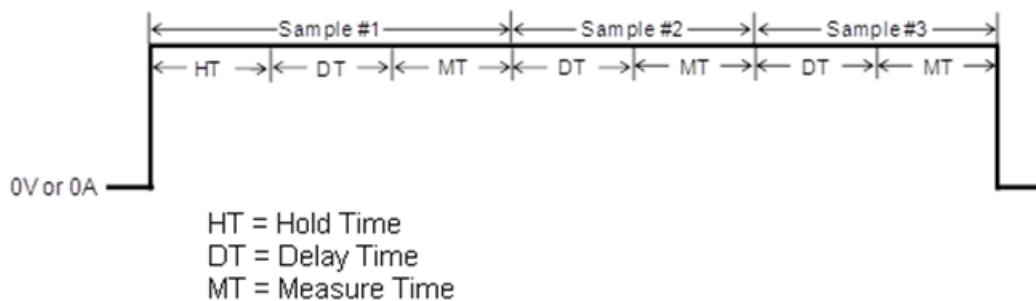 Sample #1 Sample #2 Sample #3
HT DT MT DT MT DT MT
0V or 0A
HT = Hold Time
DT = Delay Time
MT = Measure Time